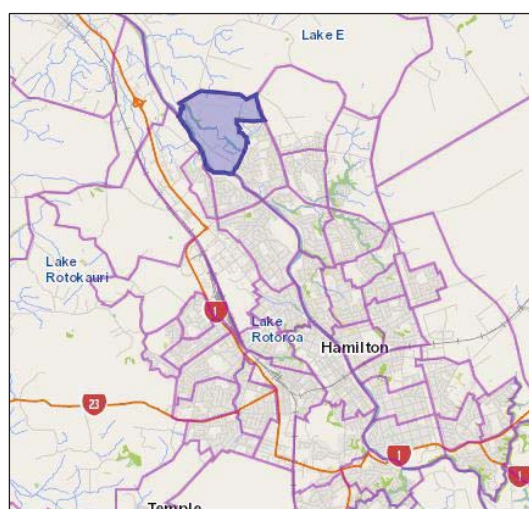 Lake E
Lake
Rotokauri
1
Lake
Rotoroa
Hamilton
23
1
1
Temple